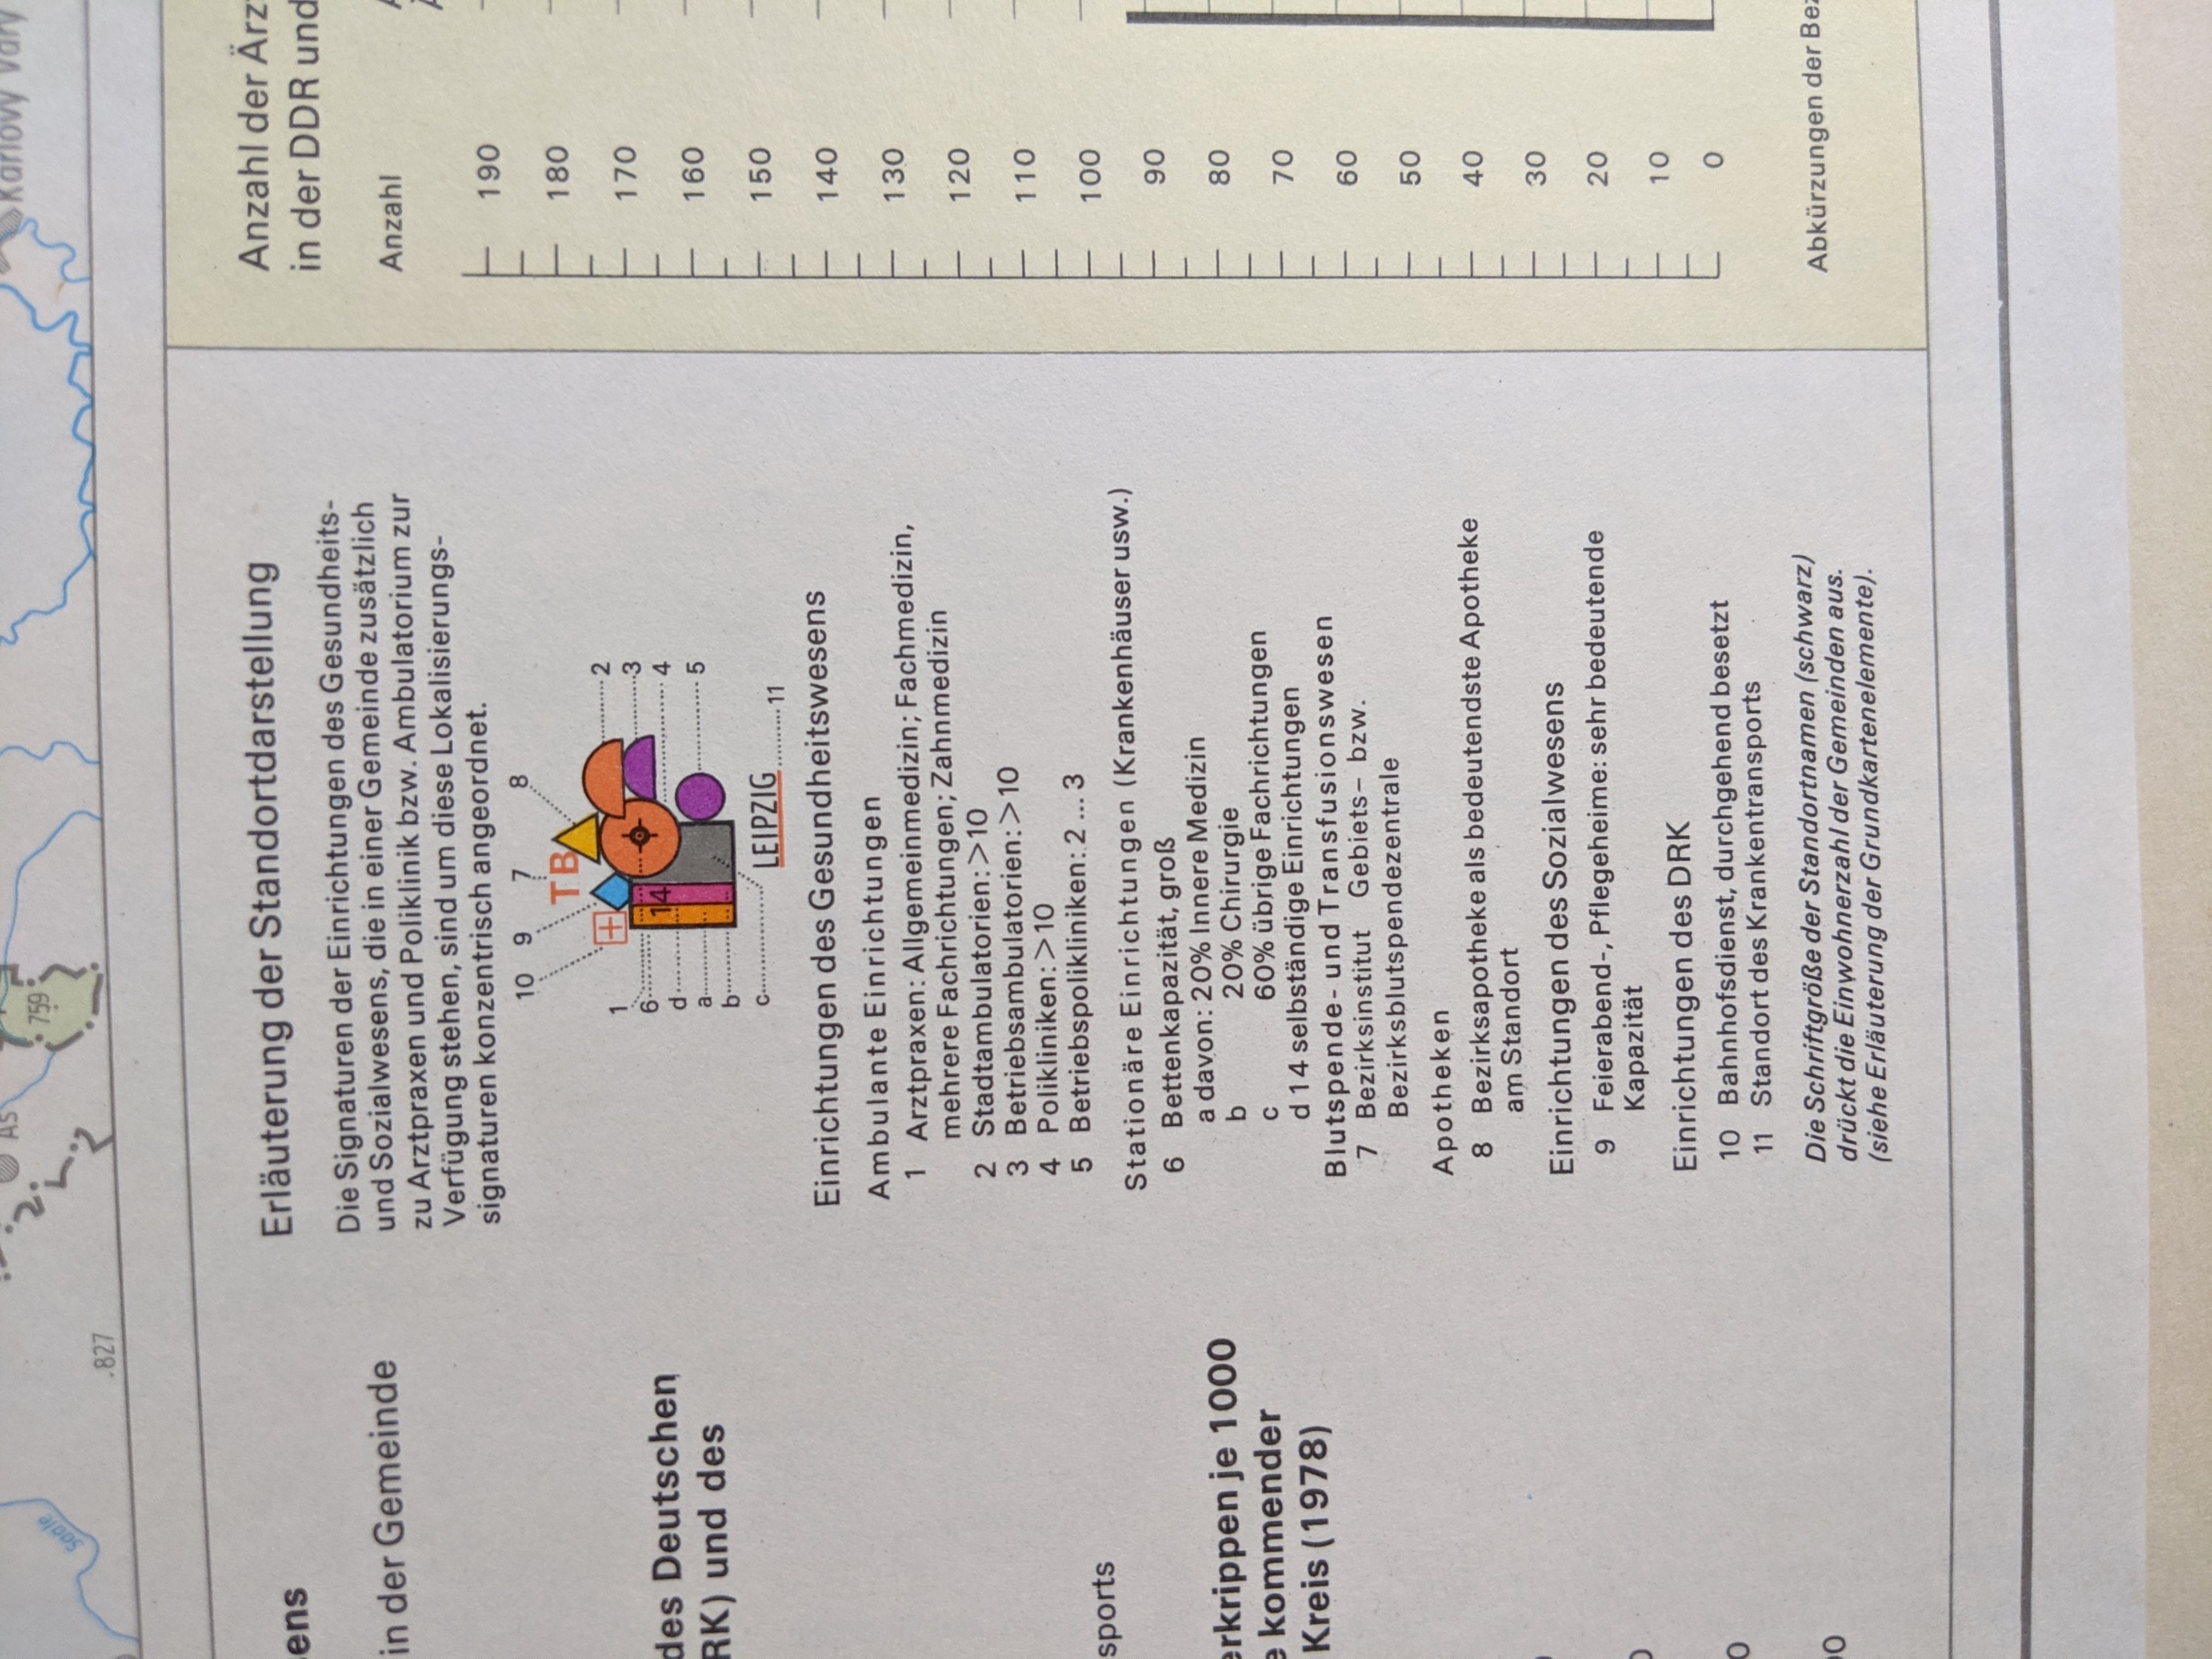 Saale
As
759
.827
Karlovy Vary
Erläuterung der Standortdarstellung
Die Signaturen der Einrichtungen des Gesundheits-
und Sozialwesens, die in einer Gemeinde zusätzlich
zu Arztpraxen und Poliklinik bzw. Ambulatorium zur
Verfügung stehen, sind um diese Lokalisierungs-
signaturen konzentrisch angeordnet.
10 9 7 8
TB
1
6
d
a
b
c
14
2
3
4
5
LEIPZIG
11
Einrichtungen des Gesundheitswesens
Ambulante Einrichtungen
1 Arztpraxen: Allgemeinmedizin; Fachmedizin,
mehrere Fachrichtungen; Zahnmedizin
2 Stadtambulatorien: >10
3 Betriebsambulatorien: >10
4 Polikliniken: >10
5 Betriebspolikliniken: 2 ... 3
Stationäre Einrichtungen (Krankenhäuser usw.)
6 Bettenkapazität, groß
a davon: 20% Innere Medizin
b 20% Chirurgie
c 60% übrige Fachrichtungen
d 14 selbständige Einrichtungen
Blutspende- und Transfusionswesen
7 Bezirksinstitut Gebiets– bzw.
Bezirksblutspendezentrale
Apotheken
8 Bezirksapotheke als bedeutendste Apotheke
am Standort
Einrichtungen des Sozialwesens
9 Feierabend-, Pflegeheime: sehr bedeutende
Kapazität
Einrichtungen des DRK
10 Bahnhofsdienst, durchgehend besetzt
11 Standort des Krankentransports
Die Schriftgröße der Standortnamen (schwarz)
drückt die Einwohnerzahl der Gemeinden aus.
(siehe Erläuterung der Grundkartenelemente).
ens
in der Gemeinde
des Deutschen
RK) und des
sports
erkrippen je 1000
e kommender
Kreis (1978)
Anzahl der Ärz
in der DDR und
Anzahl
190
180
170
160
150
140
130
120
110
100
90
80
70
60
50
40
30
20
10
0
Abkürzungen der Bez